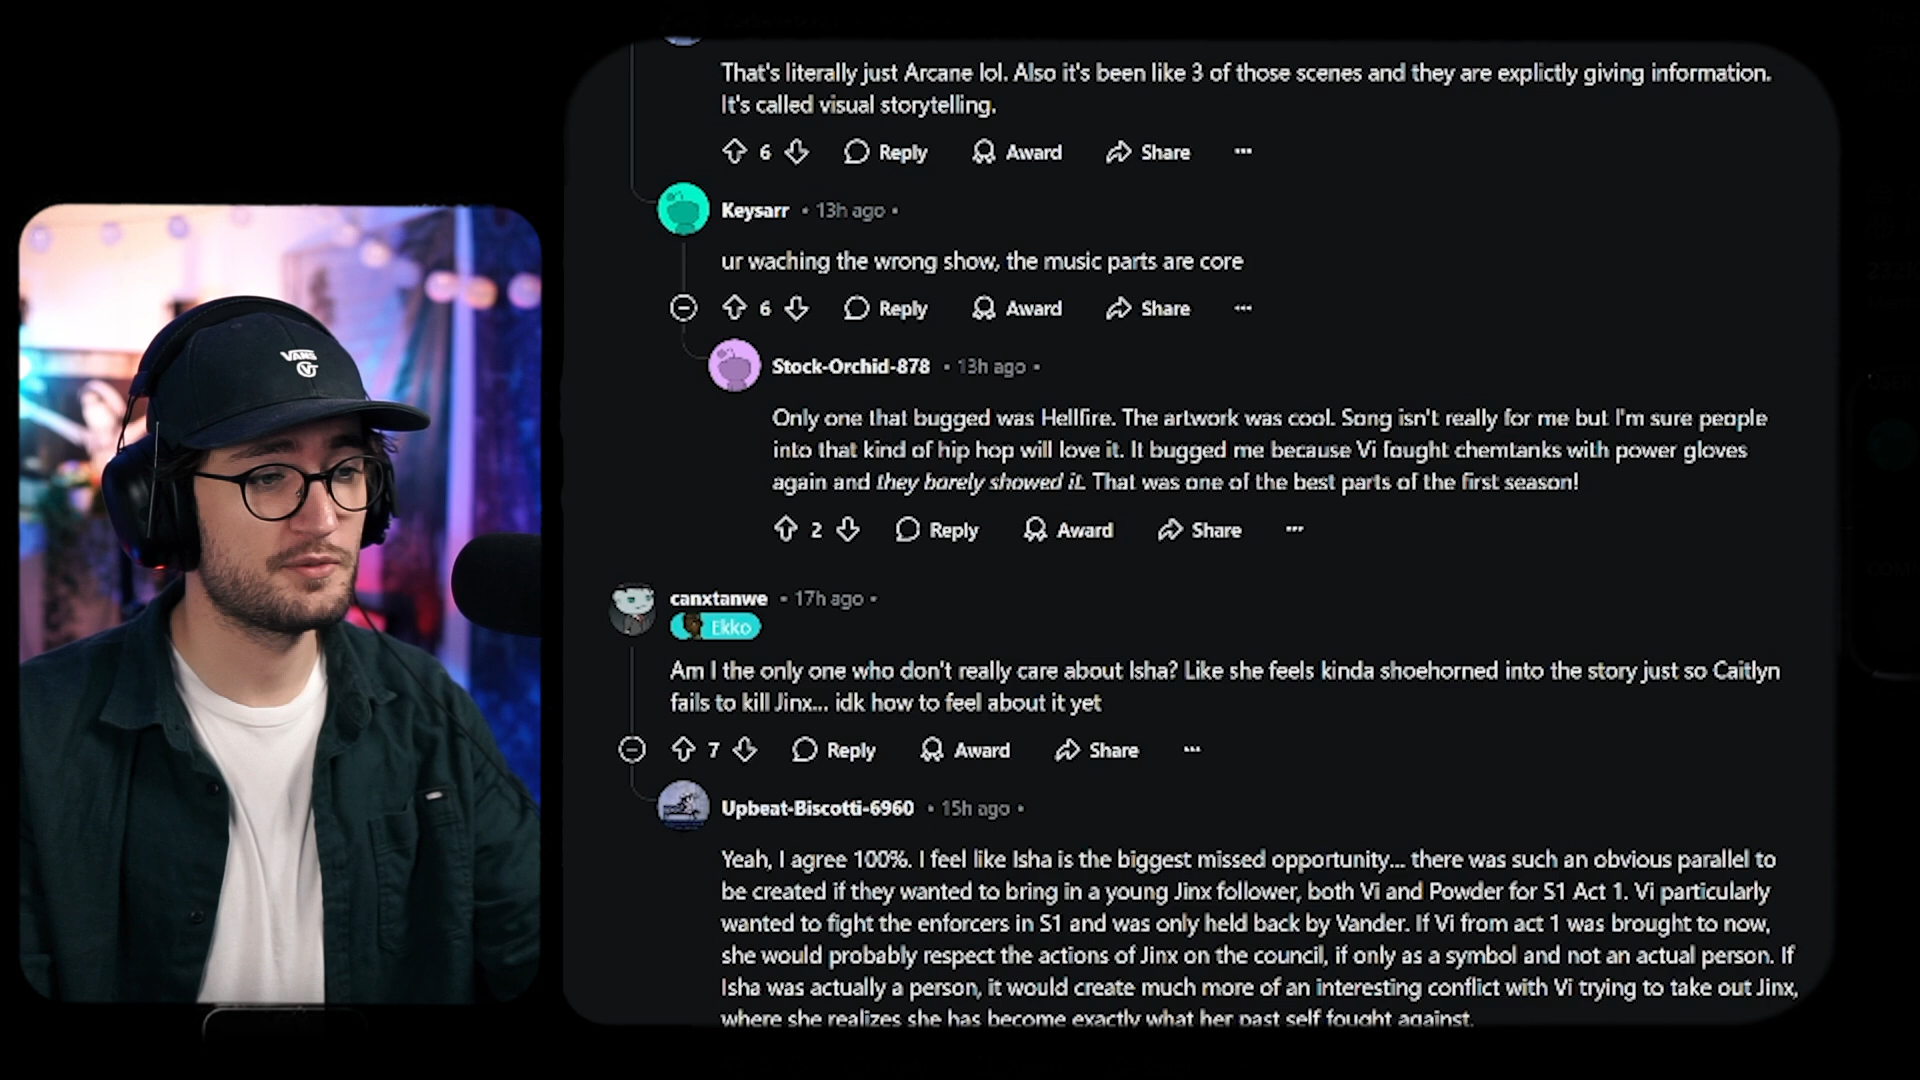 That's literally just Arcane lol. Also it's been like 3 of those scenes and they are explictly giving information.
It's called visual storytelling.
6 Reply Award Share ...
Keysarr • 13h ago •
ur waching the wrong show, the music parts are core
6 Reply Award Share ...
Stock-Orchid-878 • 13h ago •
Only one that bugged was Hellfire. The artwork was cool. Song isn't really for me but I'm sure people
into that kind of hip hop will love it. It bugged me because Vi fought chemtanks with power gloves
again and they barely showed it. That was one of the best parts of the first season!
2 Reply Award Share ...
VANS
V
canxtanwe • 17h ago •
Ekko
Am I the only one who don't really care about Isha? Like she feels kinda shoehorned into the story just so Caitlyn
fails to kill Jinx... idk how to feel about it yet
7 Reply Award Share ...
Upbeat-Biscotti-6960 • 15h ago •
Yeah, I agree 100%. I feel like Isha is the biggest missed opportunity... there was such an obvious parallel to
be created if they wanted to bring in a young Jinx follower, both Vi and Powder for S1 Act 1. Vi particularly
wanted to fight the enforcers in S1 and was only held back by Vander. If Vi from act 1 was brought to now,
she would probably respect the actions of Jinx on the council, if only as a symbol and not an actual person. If
Isha was actually a person, it would create much more of an interesting conflict with Vi trying to take out Jinx,
where she realizes she has become exactly what her past self fought against.